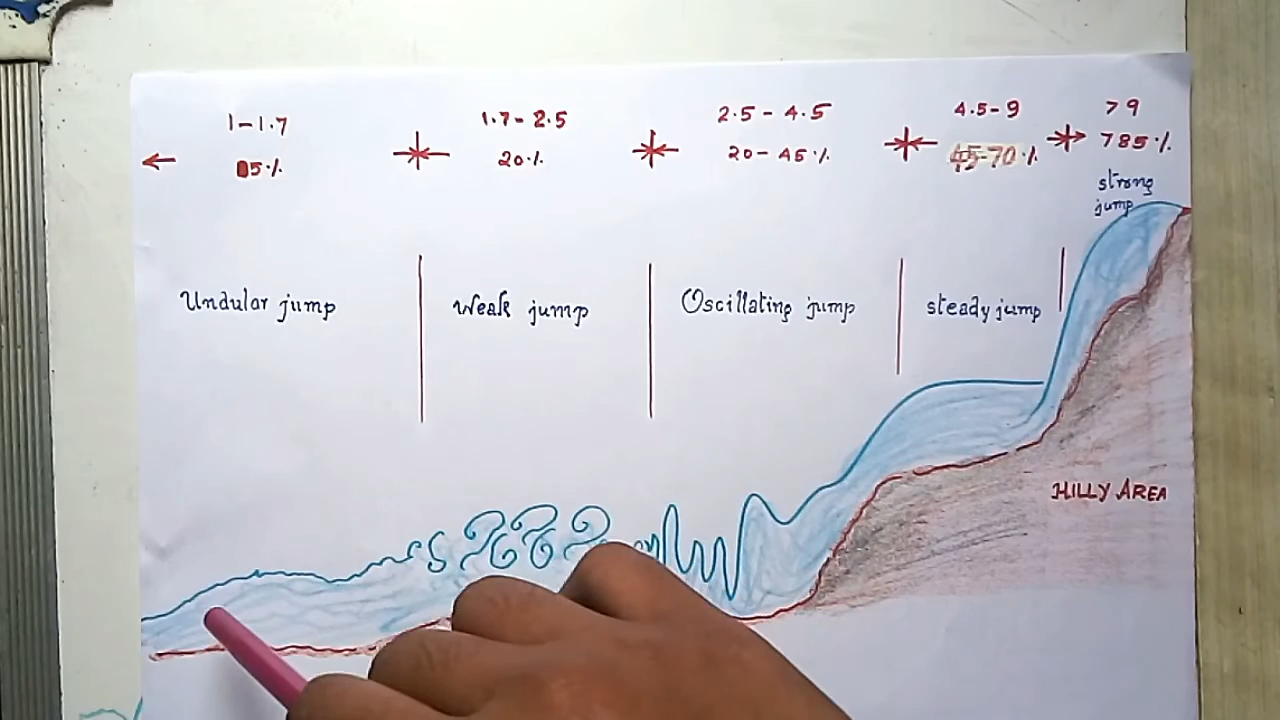 1-1.7
1.7-2.5
2.5-4.5
4.5-9
>9
5%
20%
20-45%
45-70%
785%
strong
jump
Undular jump
Weak jump
Oscillating jump
steady jump
HILLY AREA